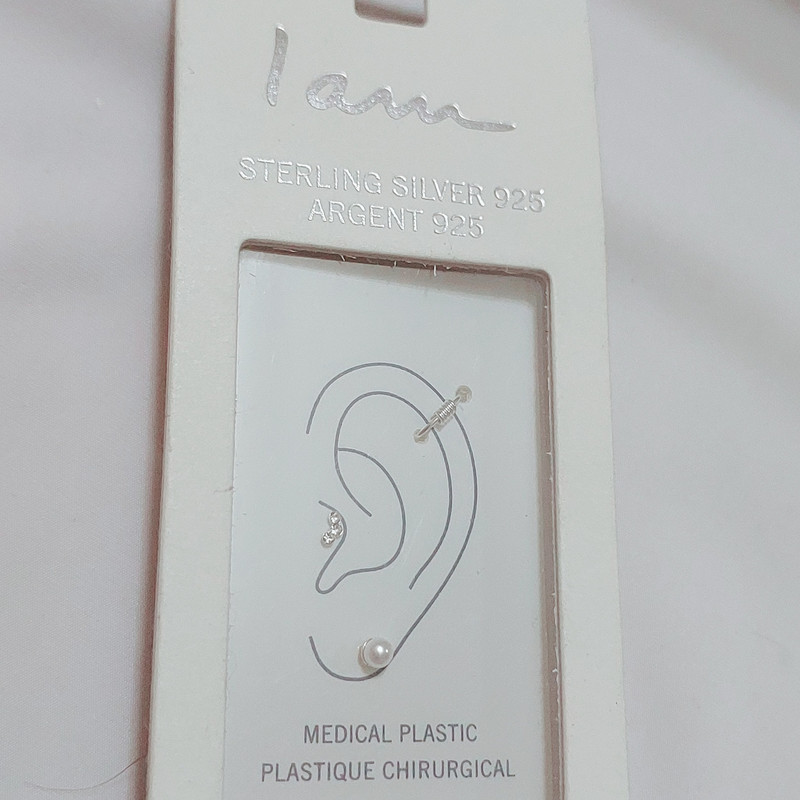 I am
STERLING SILVER 925
ARGENT 925
MEDICAL PLASTIC
PLASTIQUE CHIRURGICAL